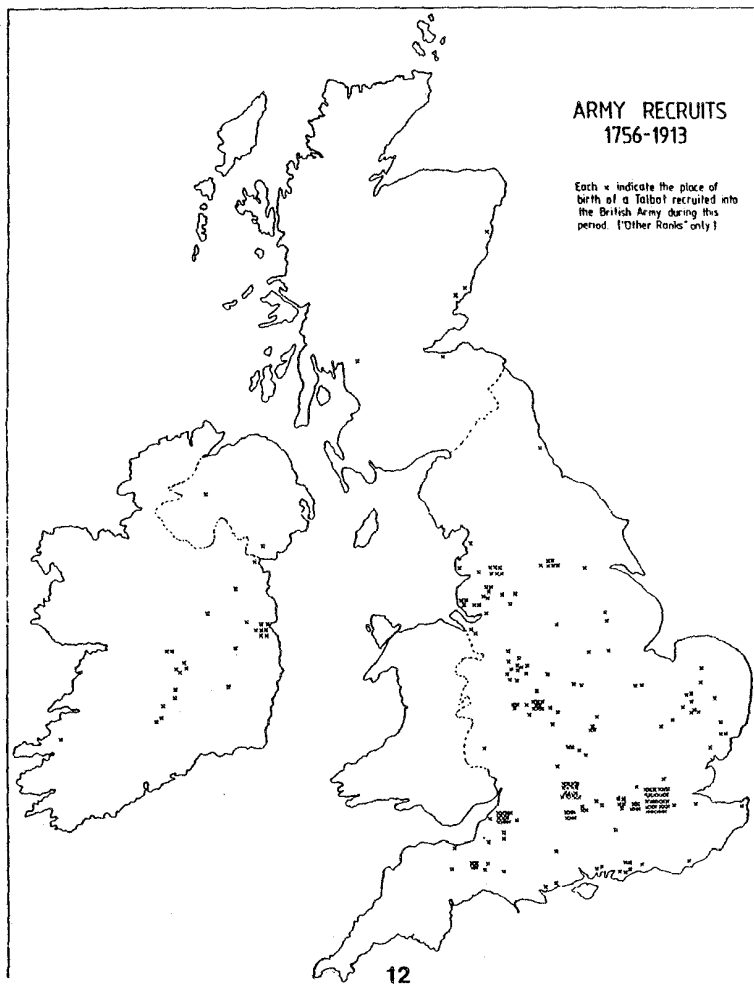 ARMY RECRUITS
1756-1913
Each × indicate the place of
birth of a Talbot recruited into
the British Army during this
period. ("Other Ranks" only)
12